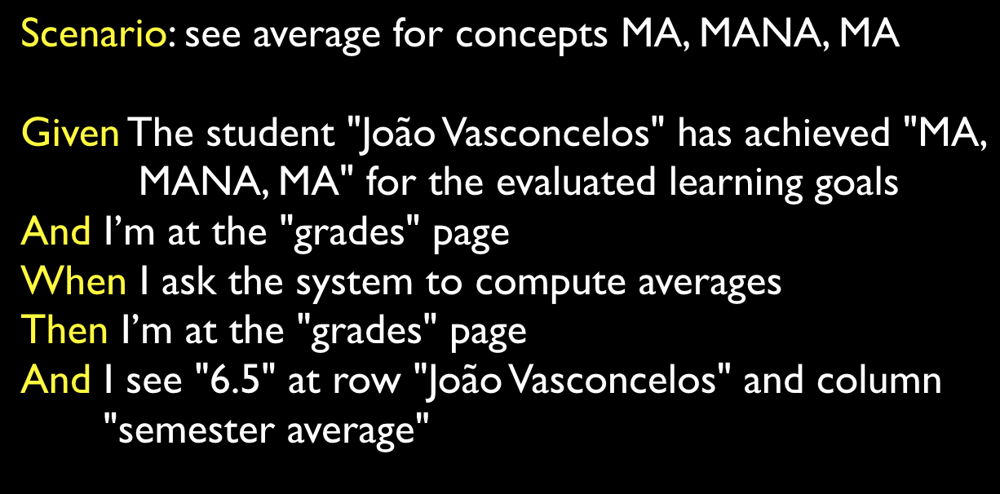 Scenario: see average for concepts MA, MANA, MA
Given The student "João Vasconcelos" has achieved "MA,
MANA, MA" for the evaluated learning goals
And I’m at the "grades" page
When I ask the system to compute averages
Then I’m at the "grades" page
And I see "6.5" at row "João Vasconcelos" and column
"semester average"